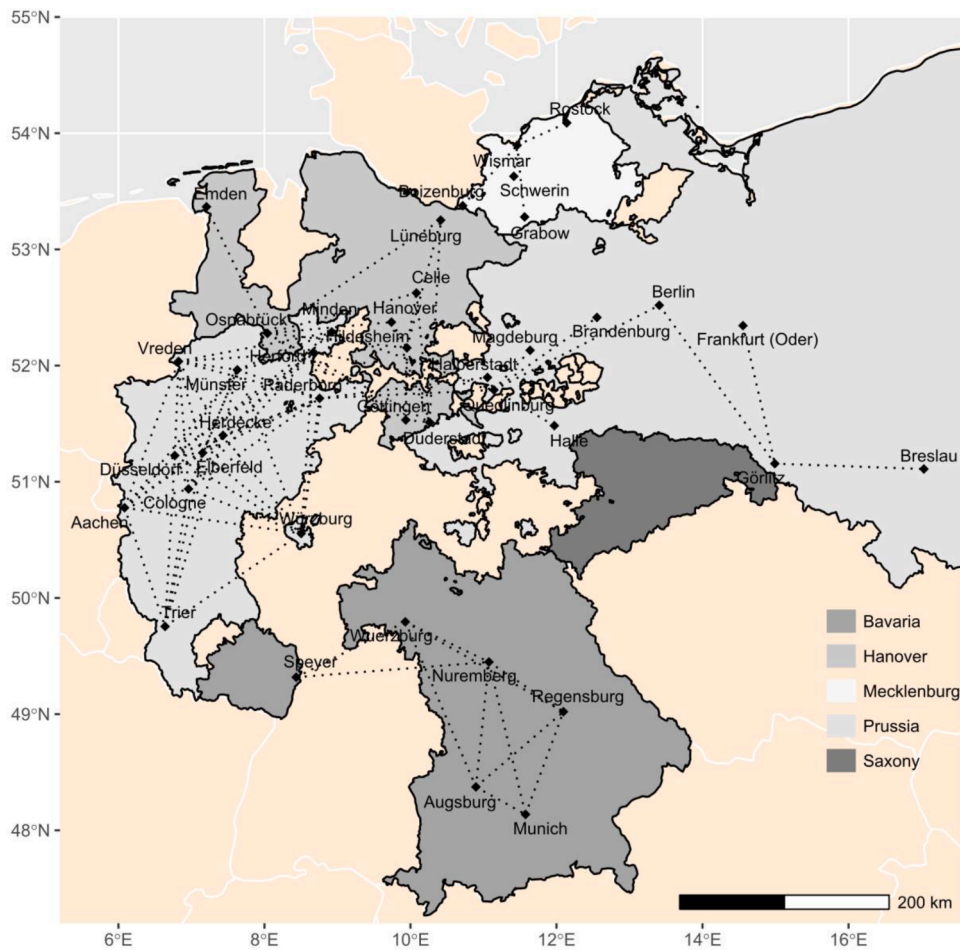 55°N
54°N
53°N
52°N
51°N
50°N
49°N
48°N
Rostock
Wismar
Schwerin
Boizenburg
Grabow
Emden
Lüneburg
Celle
Berlin
Minden
Hanover
Osnabrück
Brandenburg
Magdeburg
Frankfurt (Oder)
Hildesheim
Vreden
Herford
Halberstadt
Münster
Paderborn
Göttingen
Quedlinburg
Herdecke
Duderstadt
Halle
Düsseldorf
Elberfeld
Breslau
Görlitz
Cologne
Aachen
Würzburg
Trier
Wuerzburg
Speyer
Nuremberg
Regensburg
Augsburg
Munich
Bavaria
Hanover
Mecklenburg
Prussia
Saxony
200 km
6°E
8°E
10°E
12°E
14°E
16°E